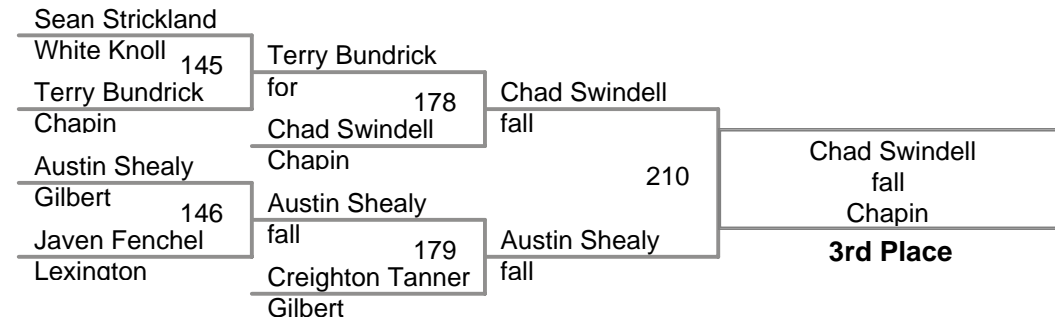 Sean Strickland
White Knoll
145
Terry Bundrick
Chapin
Austin Shealy
Gilbert
146
Javen Fenchel
Lexington
Terry Bundrick
for
178
Chad Swindell
Chapin
Austin Shealy
fall
179
Creighton Tanner
Gilbert
Chad Swindell
fall
210
Austin Shealy
fall
Chad Swindell
fall
Chapin
3rd Place